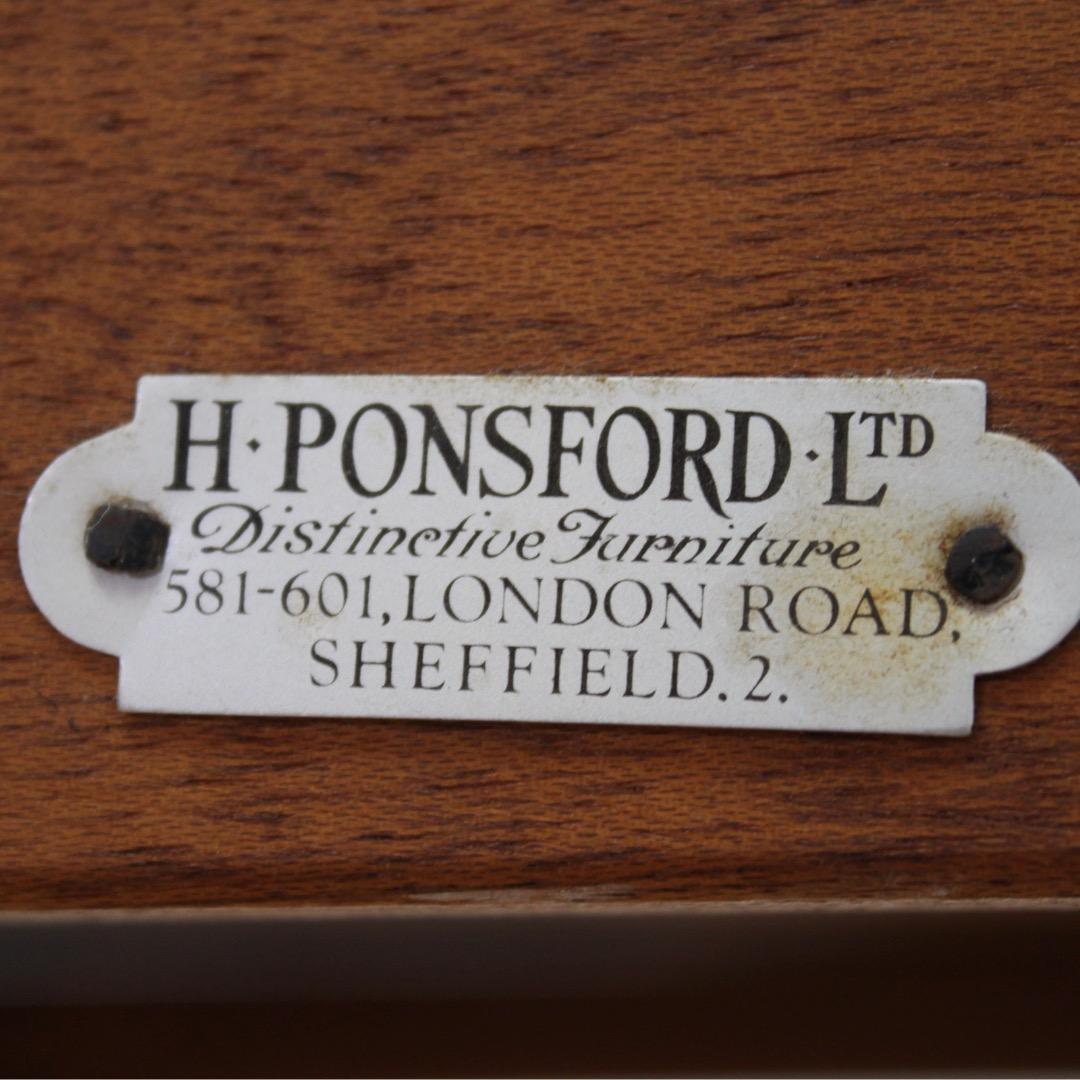 H·PONSFORD·LTD
Distinctive Furniture
581-601, LONDON ROAD,
SHEFFIELD. 2.